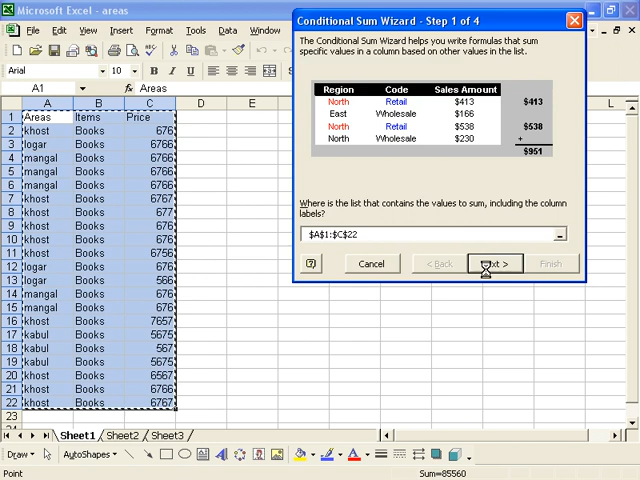 Microsoft Excel - areas
File Edit View Insert Format Tools Data Window
Arial 10 B I U
A1 fx Areas
A B C D E L
1 Areas Items Price
2 khost Books 676
3 logar Books 6766
4 mangal Books 6766
5 mangal Books 6766
6 mangal Books 6766
7 khost Books 6767
8 khost Books 677
9 khost Books 676
10 khost Books 676
11 khost Books 6756
12 logar Books 676
13 logar Books 566
14 mangal Books 676
15 mangal Books 676
16 khost Books 7657
17 kabul Books 5675
18 kabul Books 567
19 kabul Books 5675
20 khost Books 6567
21 khost Books 6766
22 khost Books 6767
23
Conditional Sum Wizard - Step 1 of 4
The Conditional Sum Wizard helps you write formulas that sum
specific values in a column based on other values in the list.
Region Code Sales Amount
North Retail $413 $413
East Wholesale $166
North Retail $538 $538
North Wholesale $230 +
$951
Where is the list that contains the values to sum, including the column
labels?
$A$1:$C$22
Cancel < Back > Finish
Sheet1 Sheet2 Sheet3
Draw AutoShapes
Point Sum=85560